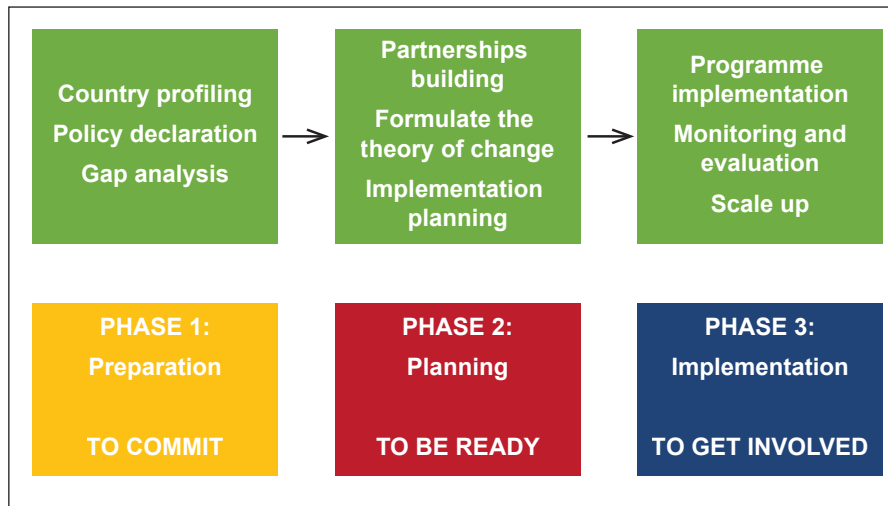 Country profiling
Policy declaration
Gap analysis
Partnerships
building
Formulate the
theory of change
Implementation
planning
Programme
implementation
Monitoring and
evaluation
Scale up
PHASE 1:
Preparation
TO COMMIT
PHASE 2:
Planning
TO BE READY
PHASE 3:
Implementation
TO GET INVOLVED